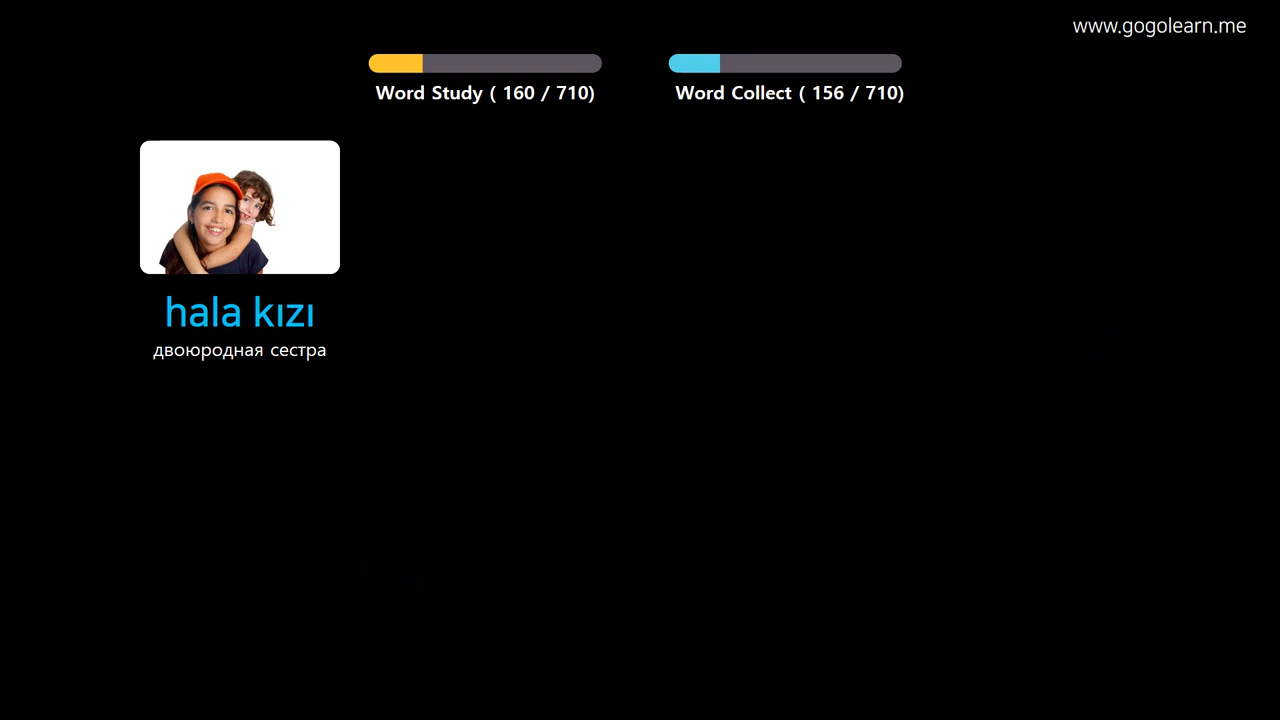 www.gogolearn.me
Word Study ( 160 / 710)
Word Collect ( 156 / 710)
hala kızı
двоюродная сестра